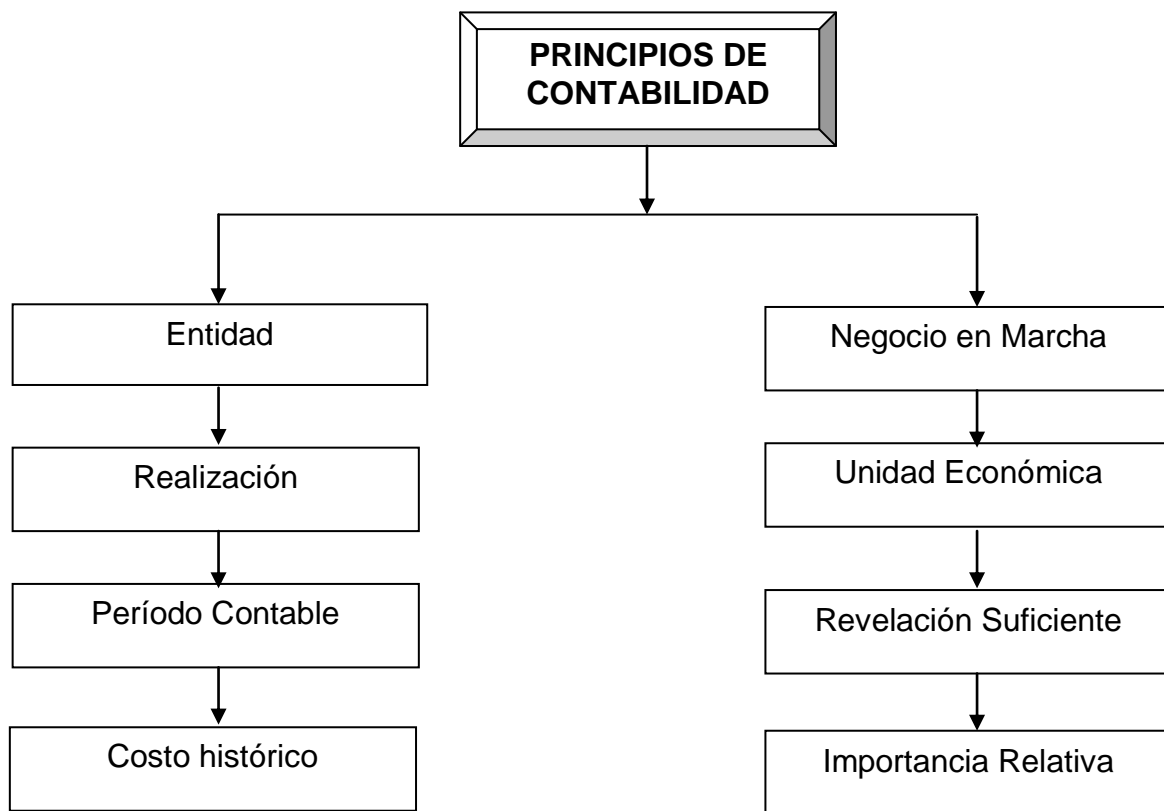 PRINCIPIOS DE
CONTABILIDAD
Entidad
Realización
Período Contable
Costo histórico
Negocio en Marcha
Unidad Económica
Revelación Suficiente
Importancia Relativa